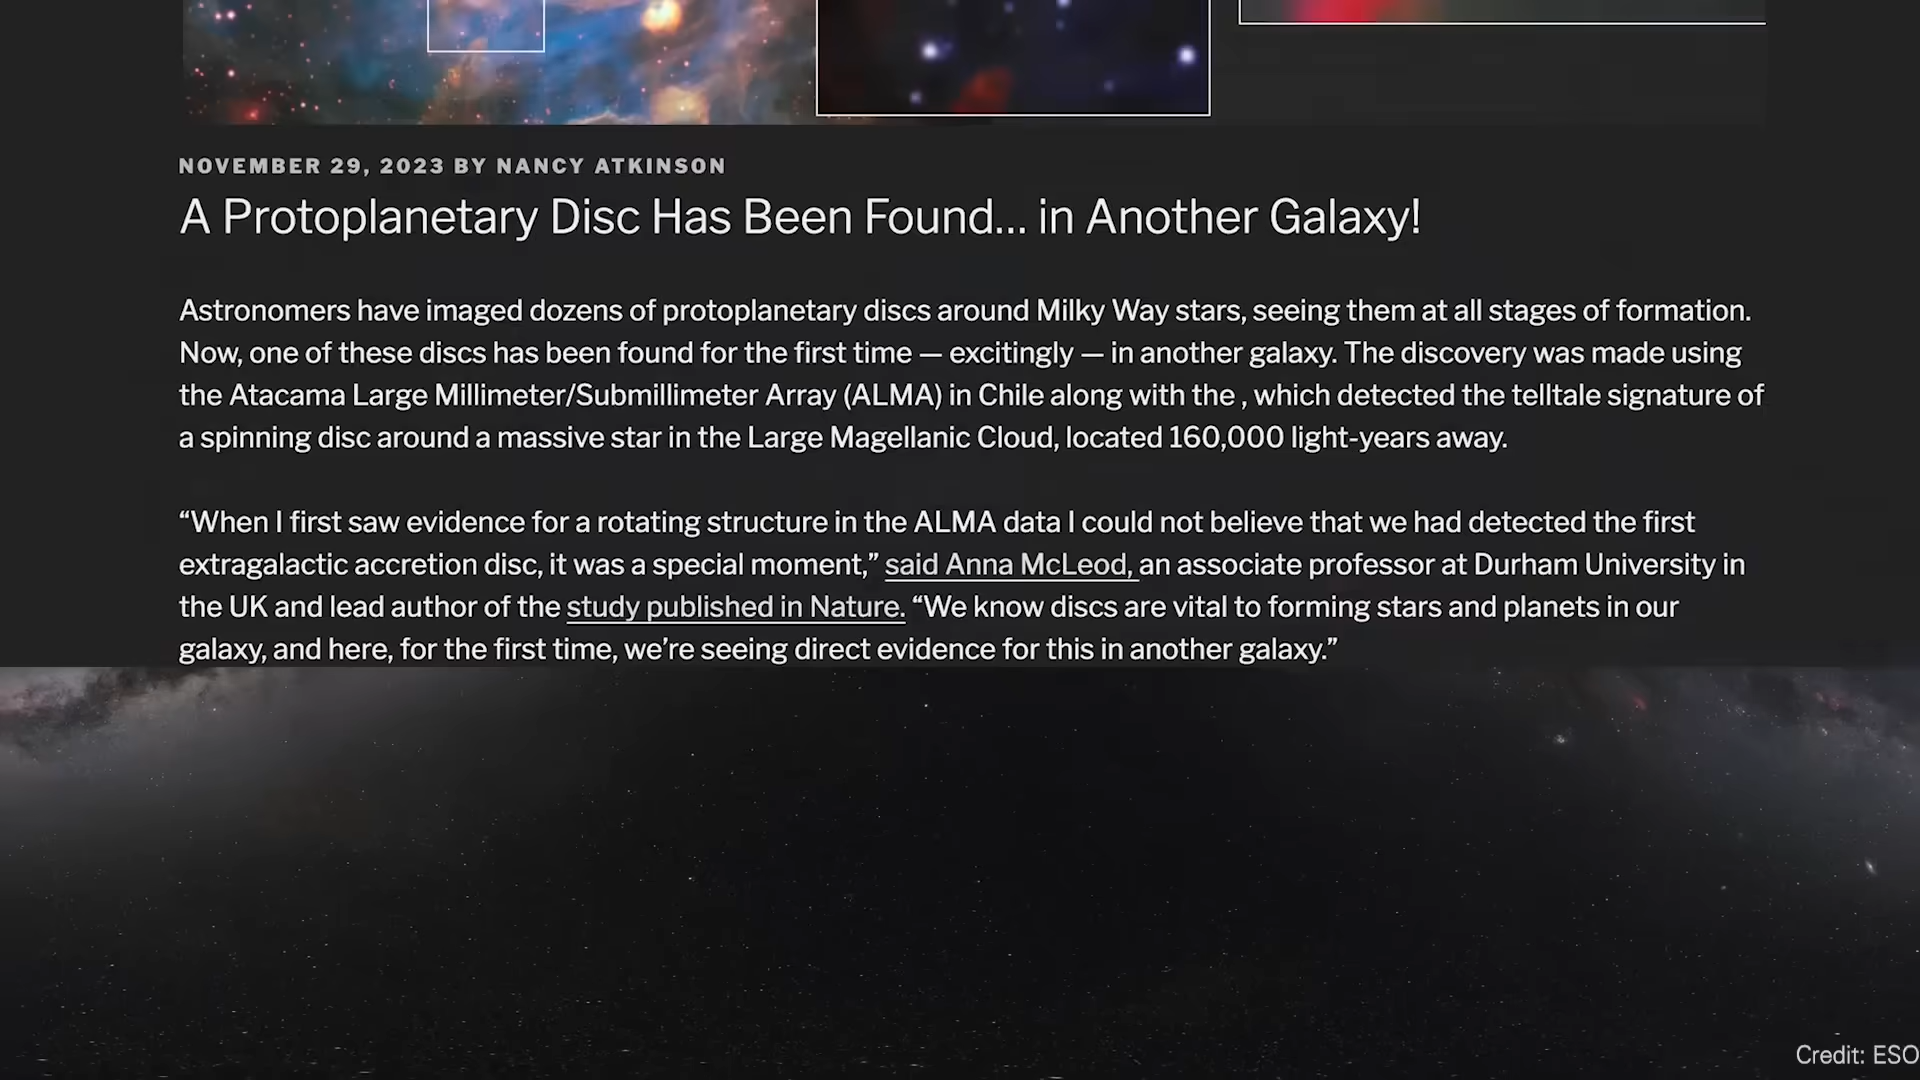 NOVEMBER 29, 2023 BY NANCY ATKINSON
A Protoplanetary Disc Has Been Found… in Another Galaxy!
Astronomers have imaged dozens of protoplanetary discs around Milky Way stars, seeing them at all stages of formation.
Now, one of these discs has been found for the first time — excitingly — in another galaxy. The discovery was made using
the Atacama Large Millimeter/Submillimeter Array (ALMA) in Chile along with the , which detected the telltale signature of
a spinning disc around a massive star in the Large Magellanic Cloud, located 160,000 light-years away.
“When I first saw evidence for a rotating structure in the ALMA data I could not believe that we had detected the first
extragalactic accretion disc, it was a special moment,” said Anna McLeod, an associate professor at Durham University in
the UK and lead author of the study published in Nature. “We know discs are vital to forming stars and planets in our
galaxy, and here, for the first time, we’re seeing direct evidence for this in another galaxy.”
Credit: ESO